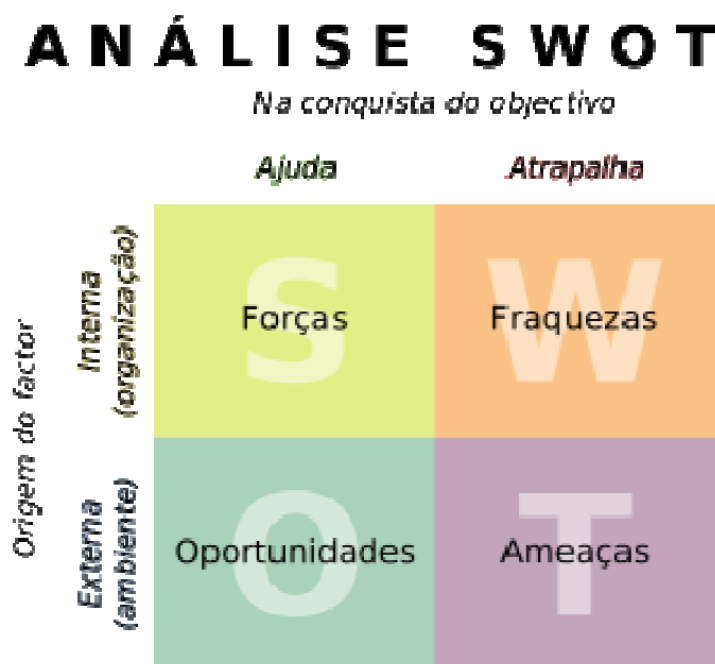 ANÁLISE SWOT
Na conquista do objectivo
Ajuda
Atrapalha
Origem do factor
Interna
(organização)
S
Forças
W
Fraquezas
Externa
(ambiente)
O
Oportunidades
T
Ameaças